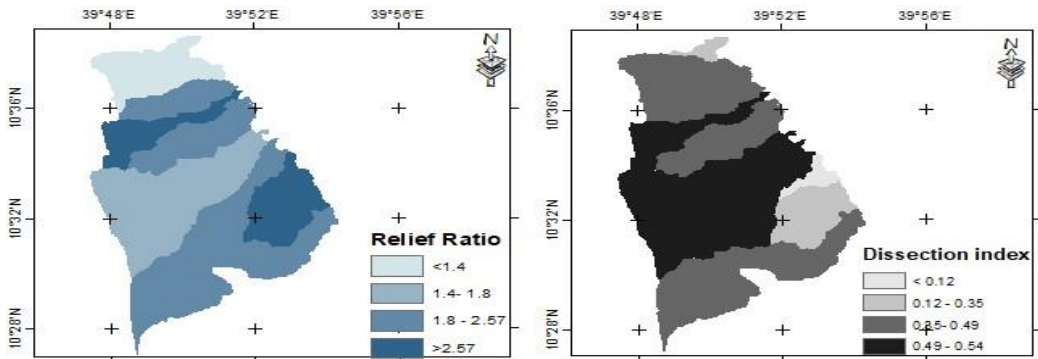 39°48'E 39°52'E 39°56'E
N
10°36'N
10°32'N
10°28'N
Relief Ratio
<1.4
1.4- 1.8
1.8 - 2.57
>2.57
39°48'E 39°52'E 39°56'E
N
10°36'N
10°32'N
10°28'N
Dissection index
< 0.12
0.12 - 0.35
0.35- 0.49
0.49 - 0.54